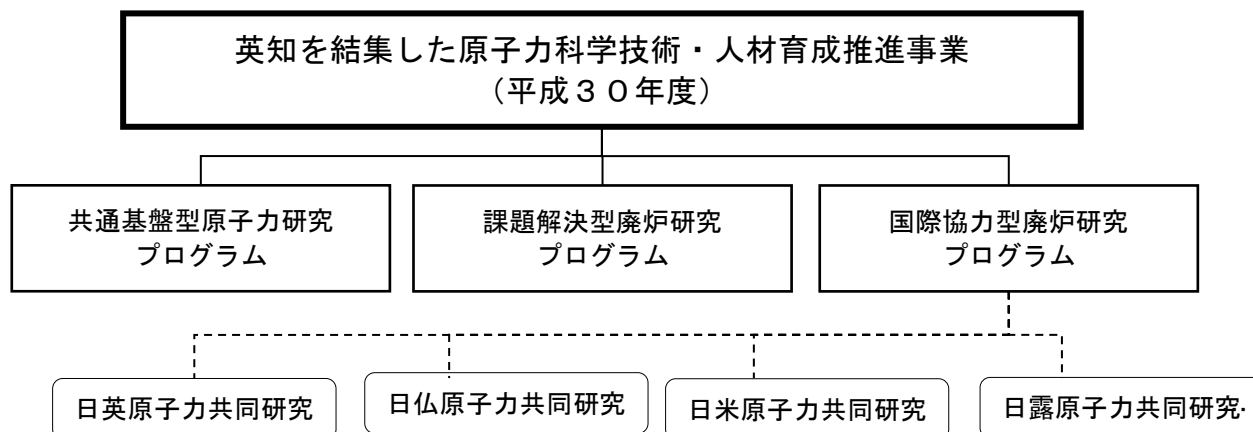 英知を結集した原子力科学技術・人材育成推進事業
（平成３０年度）
共通基盤型原子力研究
プログラム
課題解決型廃炉研究
プログラム
国際協力型廃炉研究
プログラム
日英原子力共同研究
日仏原子力共同研究
日米原子力共同研究
日露原子力共同研究・